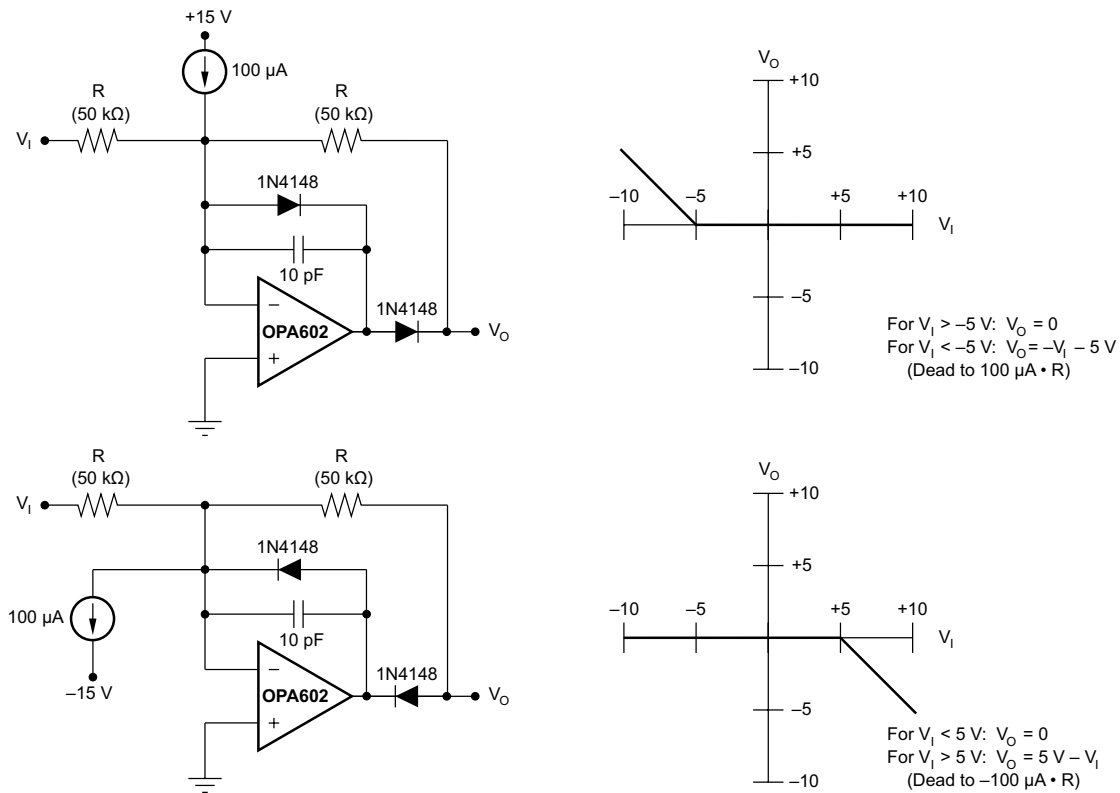 +15 V
100 µA
R
(50 kΩ)
R
(50 kΩ)
V_I
1N4148
10 pF
1N4148
OPA602
–
+
V_O
V_O
+10
+5
–10
–5
+5
+10
V_I
–5
–10
For V_I > –5 V: V_O = 0
For V_I < –5 V: V_O = –V_I – 5 V
(Dead to 100 µA • R)
R
(50 kΩ)
R
(50 kΩ)
V_I
1N4148
100 µA
10 pF
1N4148
–15 V
OPA602
–
+
V_O
V_O
+10
+5
–10
–5
+5
+10
V_I
–5
–10
For V_I < 5 V: V_O = 0
For V_I > 5 V: V_O = 5 V – V_I
(Dead to –100 µA • R)